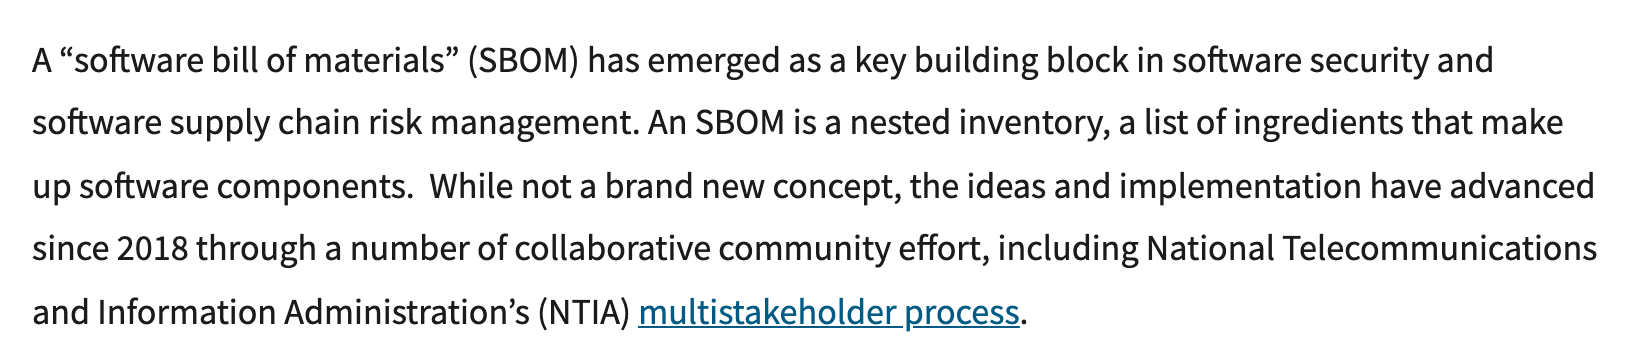 A “software bill of materials” (SBOM) has emerged as a key building block in software security and
software supply chain risk management. An SBOM is a nested inventory, a list of ingredients that make
up software components.  While not a brand new concept, the ideas and implementation have advanced
since 2018 through a number of collaborative community effort, including National Telecommunications
and Information Administration’s (NTIA) multistakeholder process.